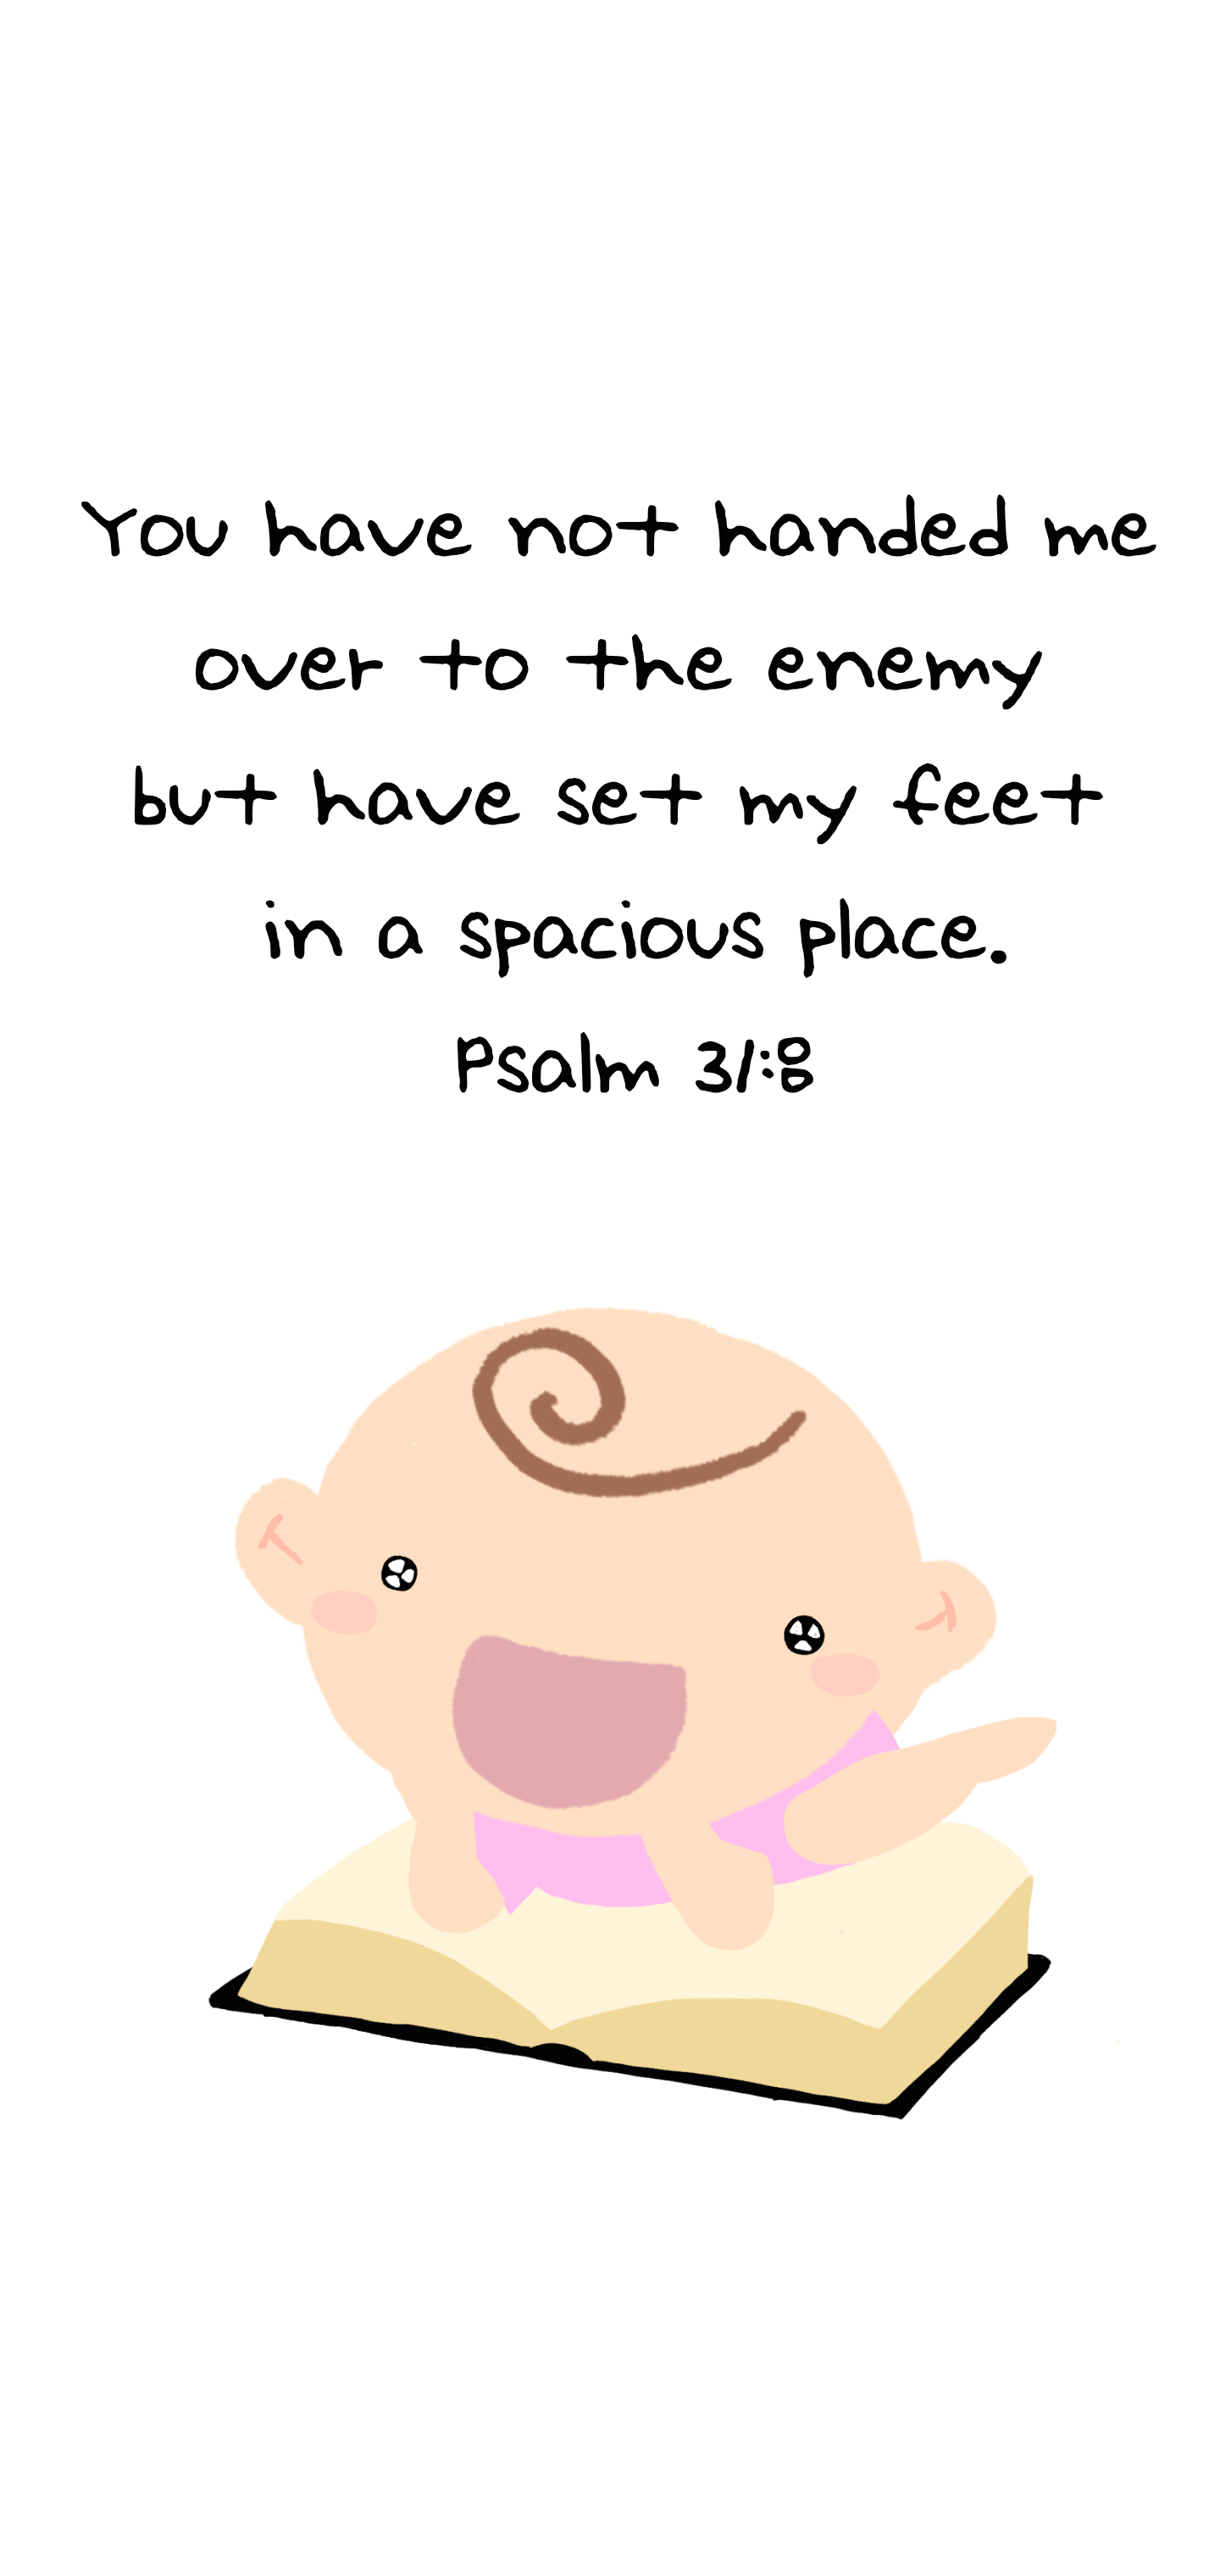 You have not handed me
over to the enemy
but have set my feet
in a spacious place.
Psalm 31:8